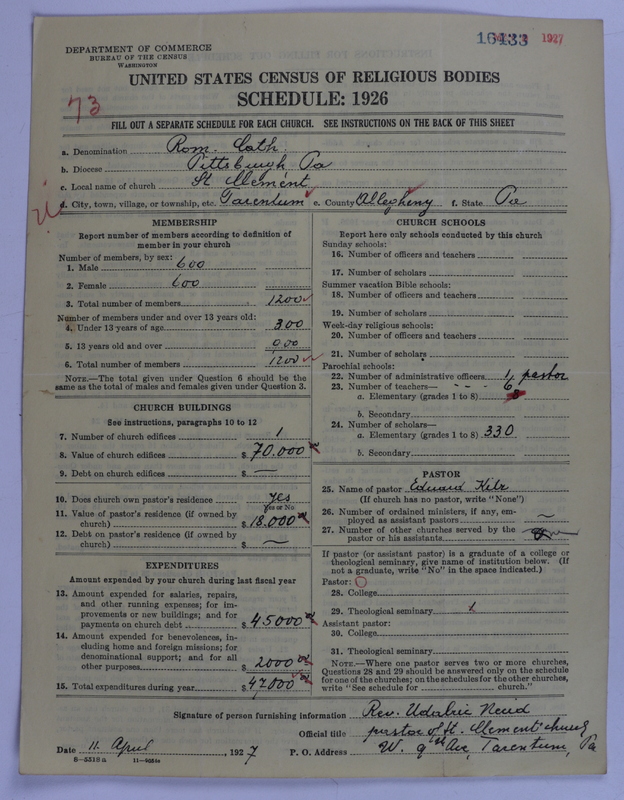 16433 1927
DEPARTMENT OF COMMERCE
BUREAU OF THE CENSUS
WASHINGTON
UNITED STATES CENSUS OF RELIGIOUS BODIES
SCHEDULE: 1926
73
FILL OUT A SEPARATE SCHEDULE FOR EACH CHURCH. SEE INSTRUCTIONS ON THE BACK OF THIS SHEET
a. Denomination Rom. Cath.
b. Diocese Pittsburgh Pa
c. Local name of church St Clement
d. City, town, village, or township, etc. Tarentum e. County Allegheny f. State Pa
MEMBERSHIP
Report number of members according to definition of
member in your church
Number of members, by sex:
1. Male 600
2. Female 600
3. Total number of members 1200
Number of members under and over 13 years old:
4. Under 13 years of age 300
5. 13 years old and over 900
6. Total number of members 1200
NOTE.—The total given under Question 6 should be the
same as the total of males and females given under Question 3.
CHURCH BUILDINGS
See instructions, paragraphs 10 to 12
7. Number of church edifices 1
8. Value of church edifices $ 70.000
9. Debt on church edifices $ —
10. Does church own pastor's residence yes
Yes or No
11. Value of pastor's residence (if owned by
church) $ 18.000
12. Debt on pastor's residence (if owned by
church) $ —
EXPENDITURES
Amount expended by your church during last fiscal year
13. Amount expended for salaries, repairs,
and other running expenses; for im-
provements or new buildings; and for
payments on church debt $ 45000
14. Amount expended for benevolences, in-
cluding home and foreign missions; for
denominational support; and for all
other purposes $ 2000
15. Total expenditures during year $ 47000
CHURCH SCHOOLS
Report here only schools conducted by this church
Sunday schools:
16. Number of officers and teachers
17. Number of scholars
Summer vacation Bible schools:
18. Number of officers and teachers
19. Number of scholars
Week-day religious schools:
20. Number of officers and teachers
21. Number of scholars
Parochial schools:
22. Number of administrative officers 1, pastor
23. Number of teachers— 6
a. Elementary (grades 1 to 8) 8
b. Secondary
24. Number of scholars—
a. Elementary (grades 1 to 8) 330
b. Secondary
PASTOR
25. Name of pastor Eduard
(If church has no pastor, write "None")
26. Number of ordained ministers, if any, em-
ployed as assistant pastors —
27. Number of other churches served by the
pastor or his assistants
If pastor (or assistant pastor) is a graduate of a college or
theological seminary, give name of institution below. (If
not a graduate, write "No" in the space indicated.)
Pastor:
28. College
29. Theological seminary 1
Assistant pastor:
30. College
31. Theological seminary
NOTE.—Where one pastor serves two or more churches,
Questions 28 and 29 should be answered only on the schedule
for one of the churches; on the schedules for the other churches,
write "See schedule for church."
Signature of person furnishing information Rev.
Official title pastor of St. Clement church
Date 11. April 1927 P. O. Address W. 9th Ave, Tarentum, Pa
8—5318a 11—9658a